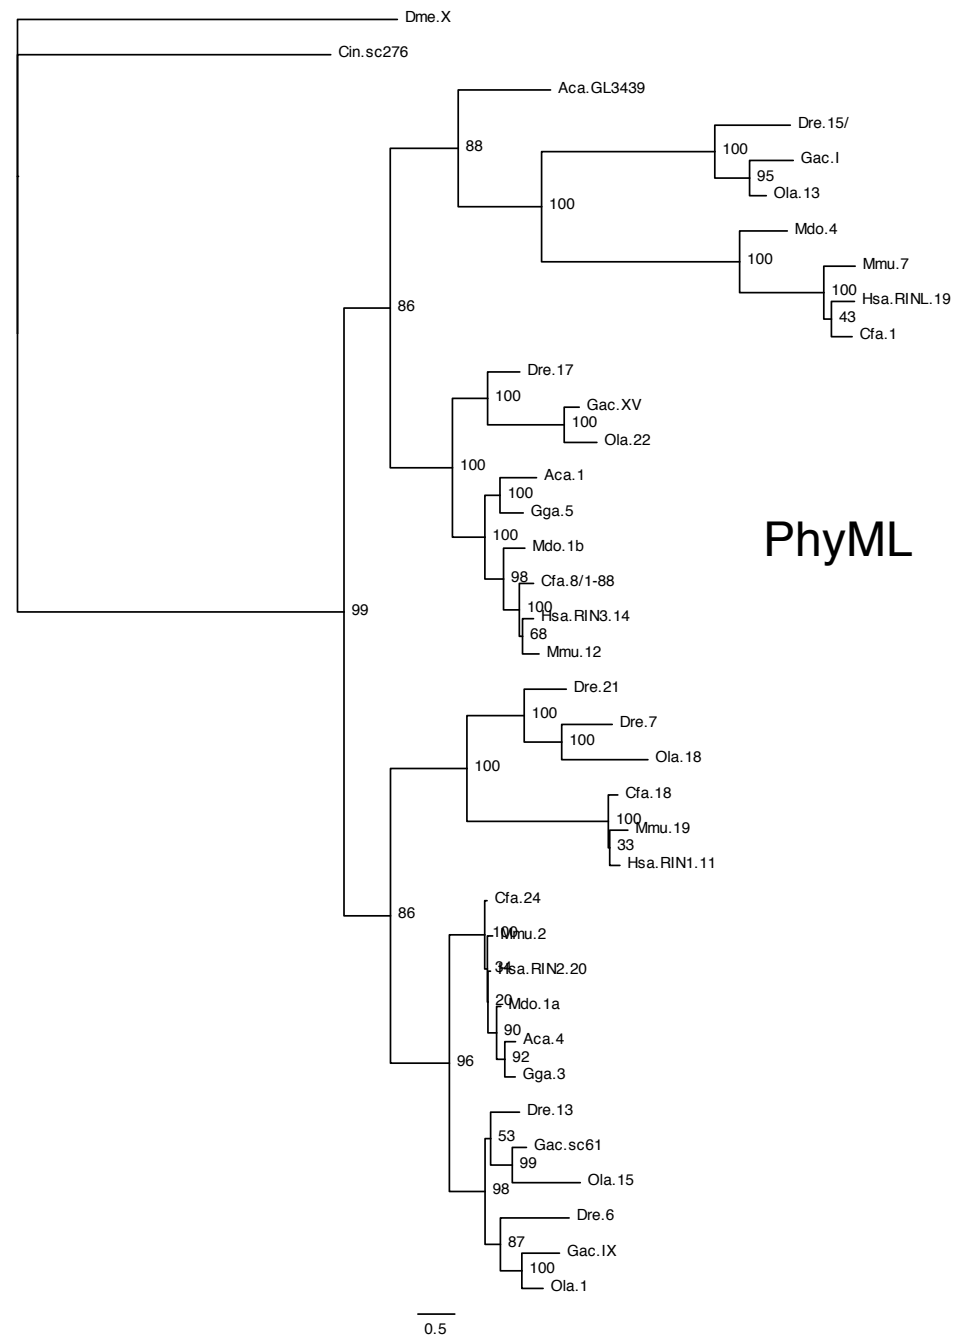 Dme.X
Cin.sc276
Aca.GL3439
Dre.15/
88
100
Gac.I
95
Ola.13
100
Mdo.4
100
Mmu.7
100
Hsa.RINL.19
86
43
Cfa.1
Dre.17
100
Gac.XV
100
Ola.22
100
Aca.1
100
Gga.5
PhyML
100
Mdo.1b
98
Cfa.8/1-88
100
99
Hsa.RIN3.14
68
Mmu.12
Dre.21
100
Dre.7
100
Ola.18
100
Cfa.18
100
Mmu.19
33
Hsa.RIN1.11
Cfa.24
86
100
Mmu.2
34
Hsa.RIN2.20
20
Mdo.1a
90
Aca.4
92
96
Gga.3
Dre.13
53
Gac.sc61
99
Ola.15
98
Dre.6
87
Gac.IX
100
Ola.1
0.5